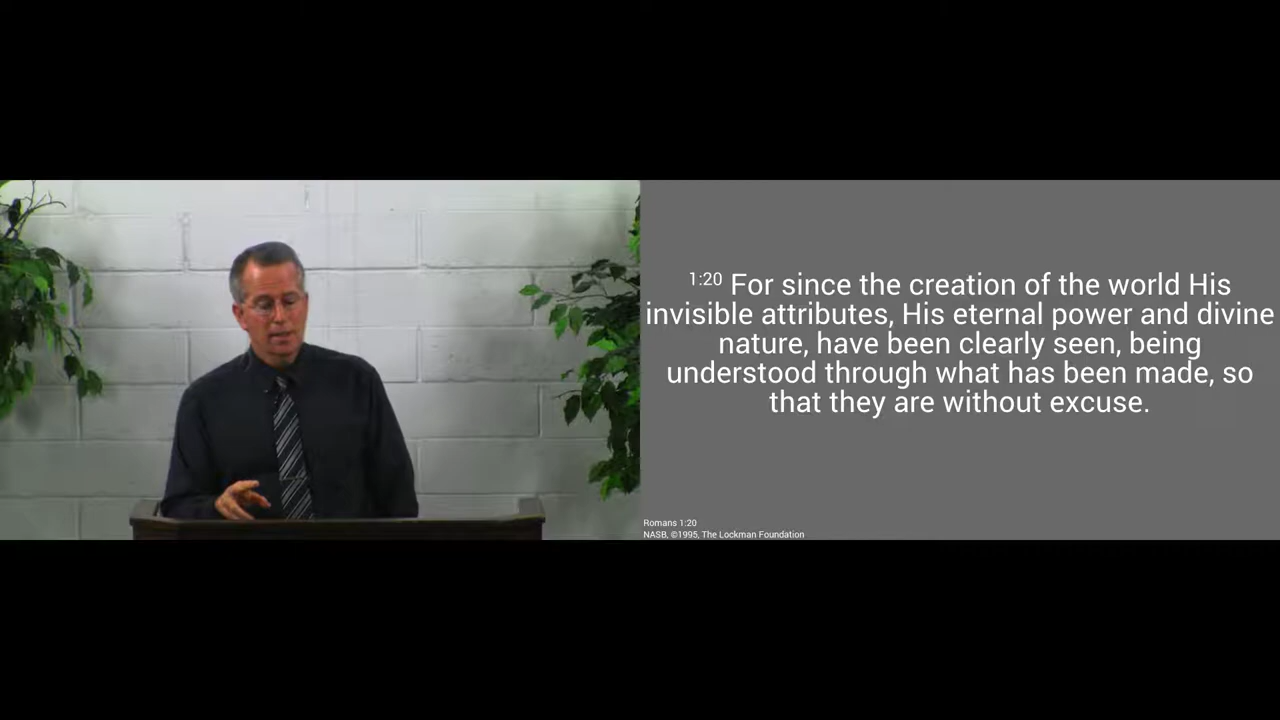 1:20 For since the creation of the world His
invisible attributes, His eternal power and divine
nature, have been clearly seen, being
understood through what has been made, so
that they are without excuse.
Romans 1:20
NASB, ©1995, The Lockman Foundation